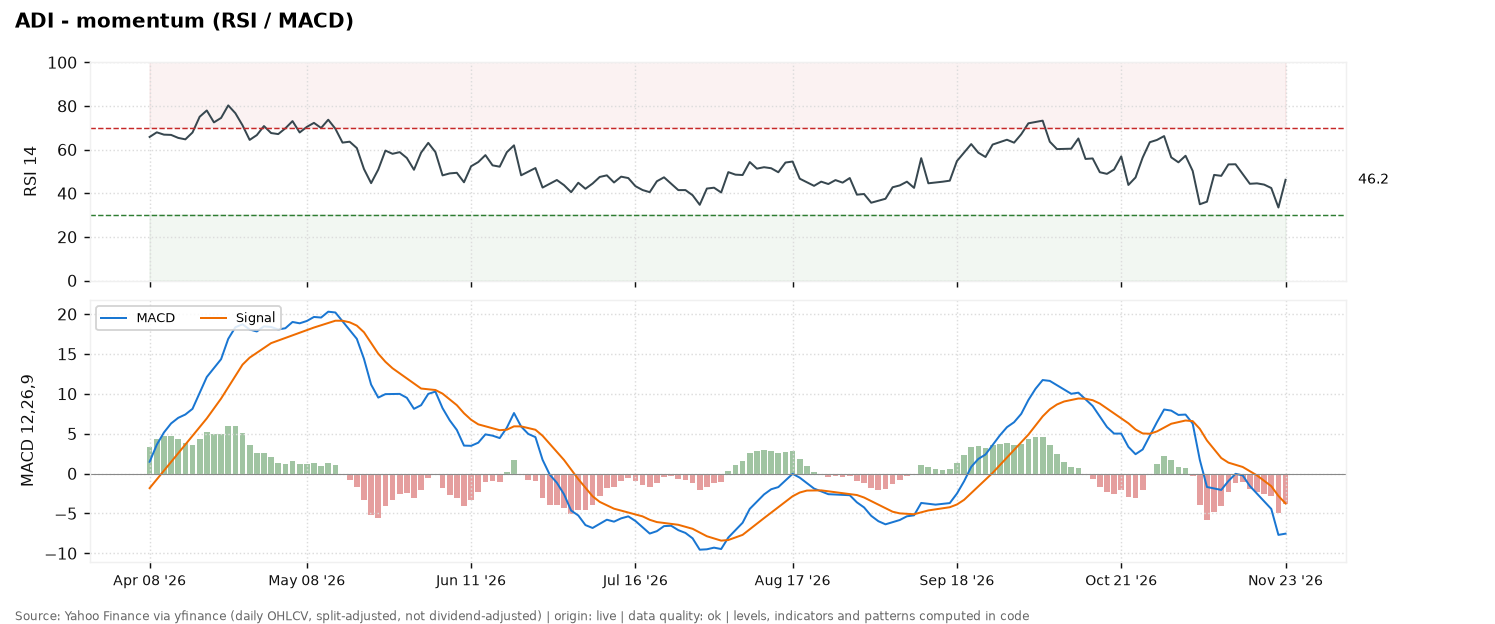 ADI - momentum (RSI / MACD)
100
80
60
40
20
0
RSI 14
46.2
MACD
Signal
20
15
10
5
0
−5
−10
MACD 12,26,9
Apr 08 '26
May 08 '26
Jun 11 '26
Jul 16 '26
Aug 17 '26
Sep 18 '26
Oct 21 '26
Nov 23 '26
Source: Yahoo Finance via yfinance (daily OHLCV, split-adjusted, not dividend-adjusted) | origin: live | data quality: ok | levels, indicators and patterns computed in code